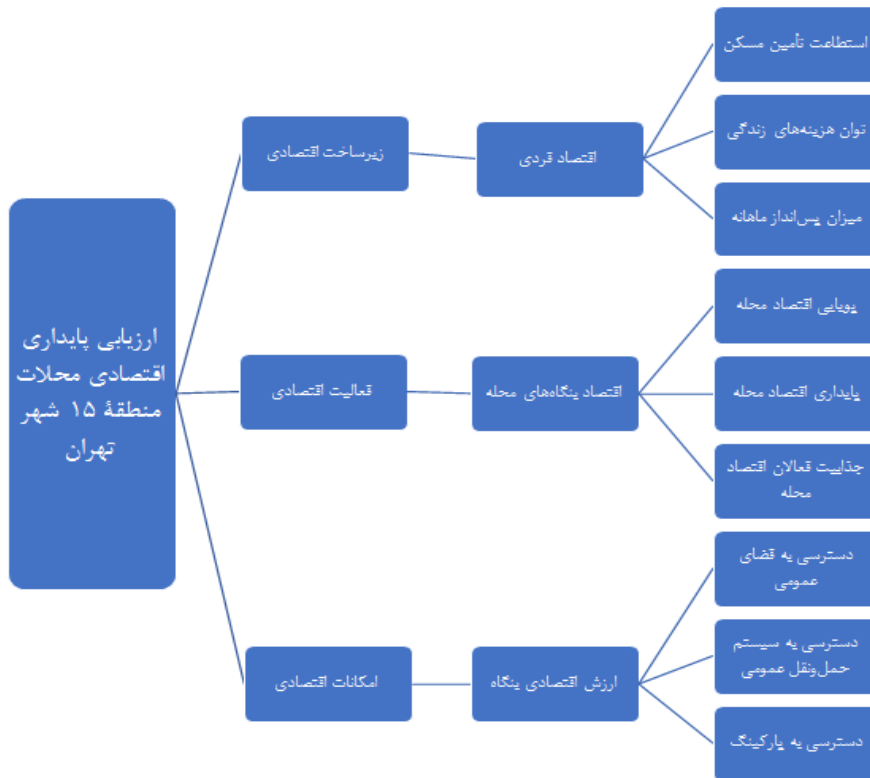 استطاعت تأمین مسکن
توان هزینه‌های زندگی
میزان پس‌انداز ماهانه
اقتصاد فردی
زیرساخت اقتصادی
پویایی اقتصاد محله
پایداری اقتصاد محله
جذابیت فعالان اقتصاد
محله
اقتصاد بنگاه‌های محله
فعالیت اقتصادی
ارزیابی پایداری
اقتصادی محلات
منطقهٔ ۱۵ شهر
تهران
دسترسی به فضای
عمومی
دسترسی به سیستم
حمل‌ونقل عمومی
دسترسی به پارکینگ
ارزش اقتصادی بنگاه
امکانات اقتصادی